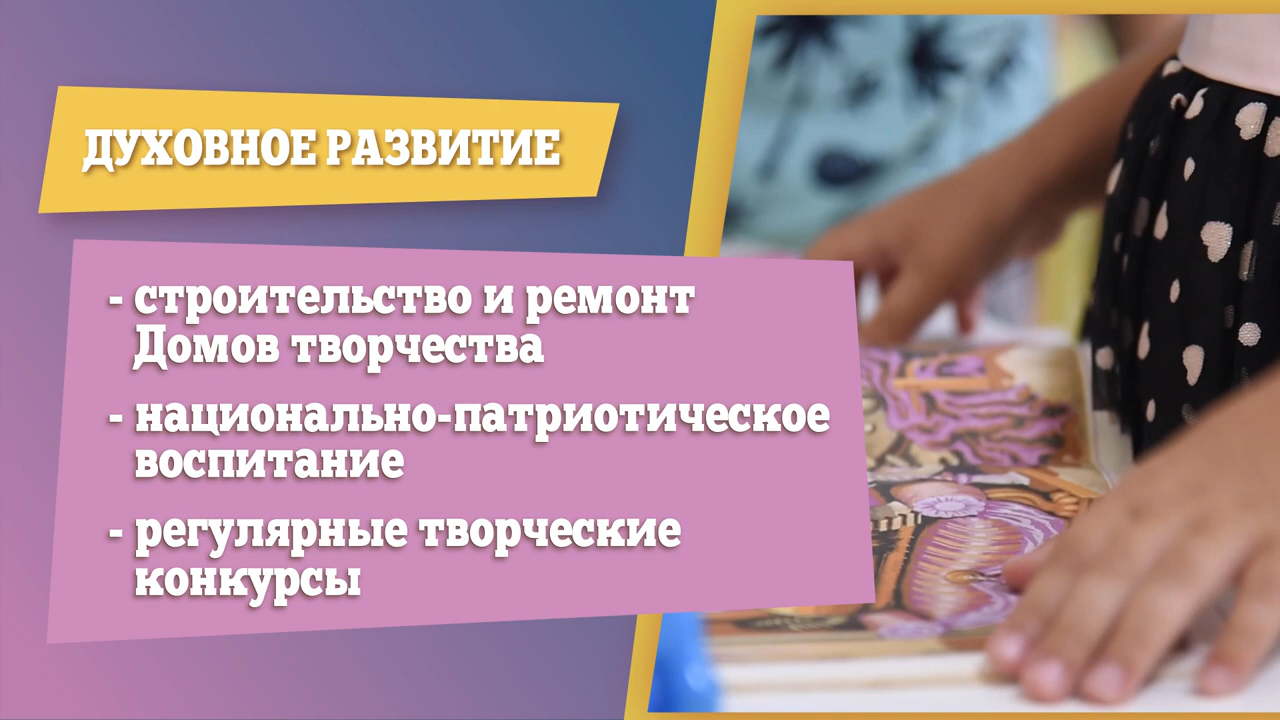 ДУХОВНОЕ РАЗВИТИЕ
- строительство и ремонт
Домов творчества
- национально-патриотическое
воспитание
- регулярные творческие
конкурсы